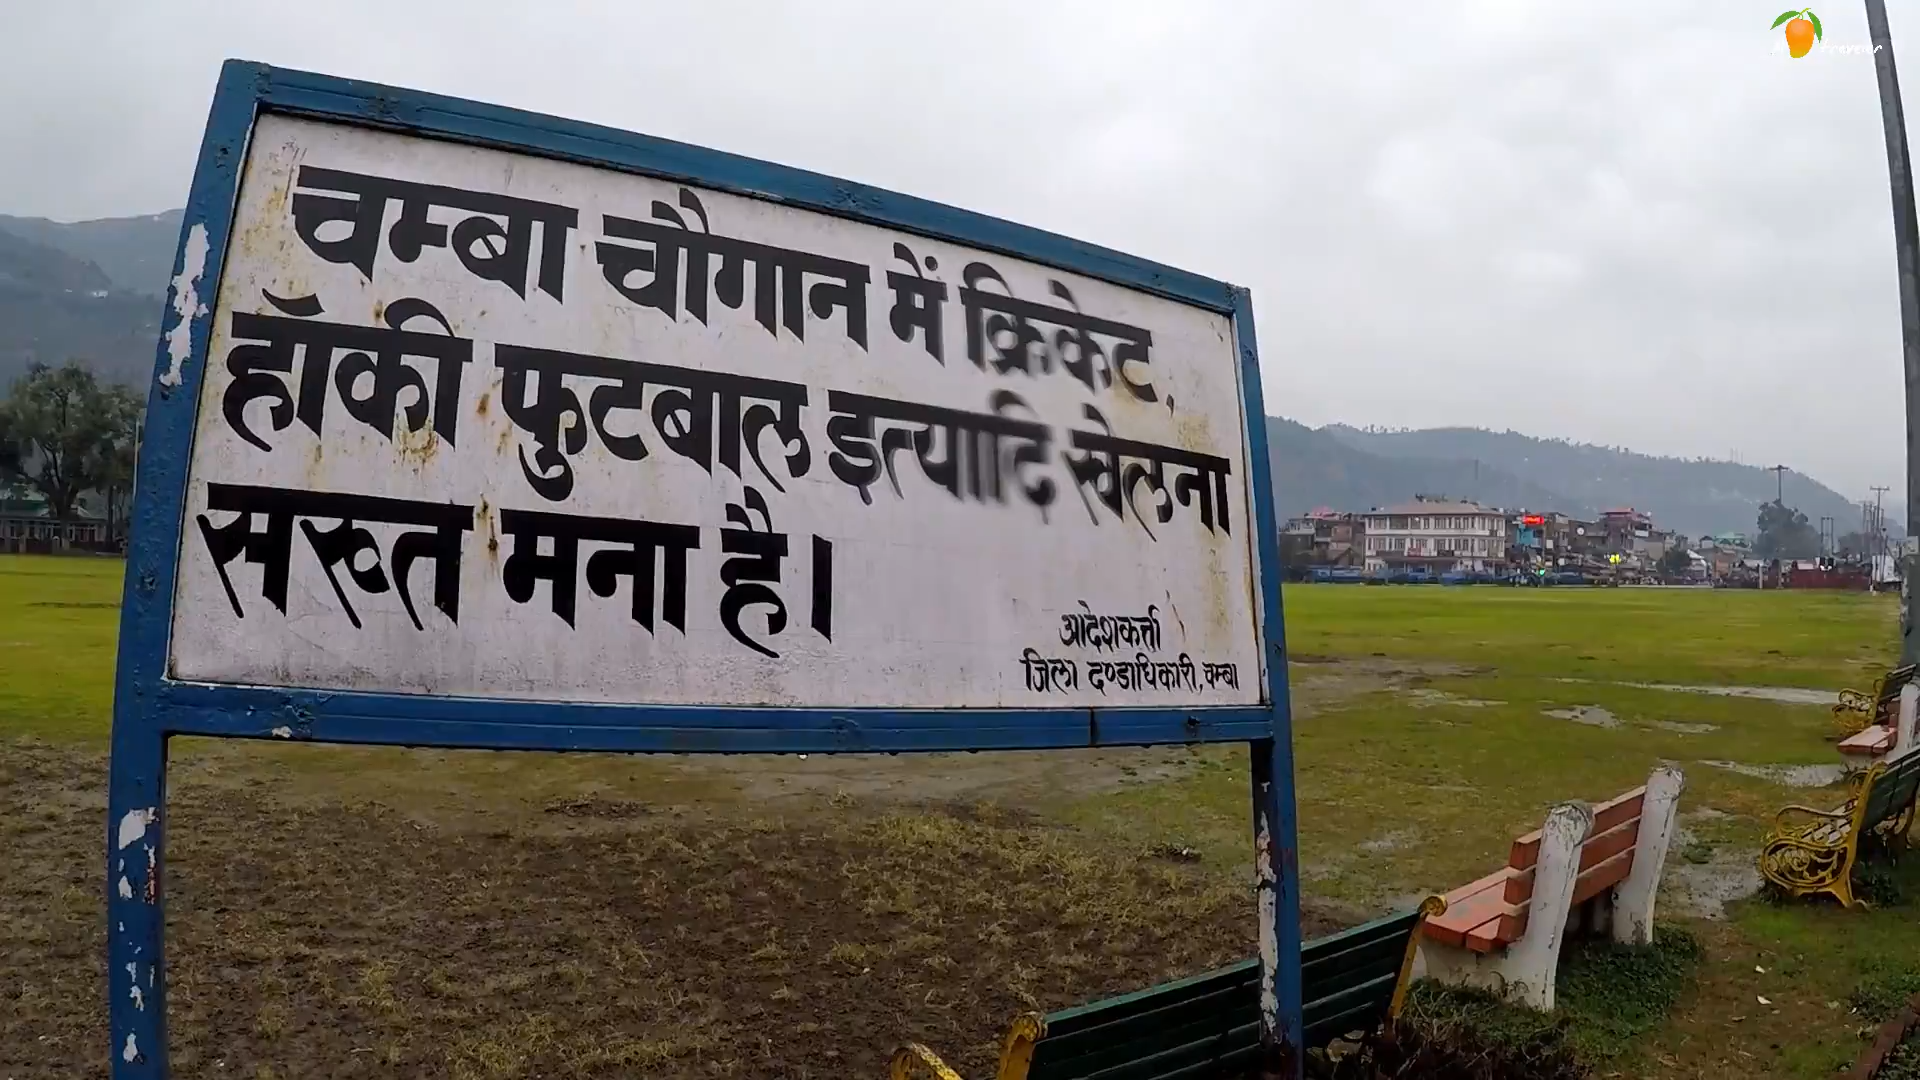 चम्बा चौगान में क्रिकेट,
हॉकी फुटबाल इत्यादि खेलना
सख्त मना है।
आदेशकर्त्ता
जिला दण्डाधिकारी, चम्बा